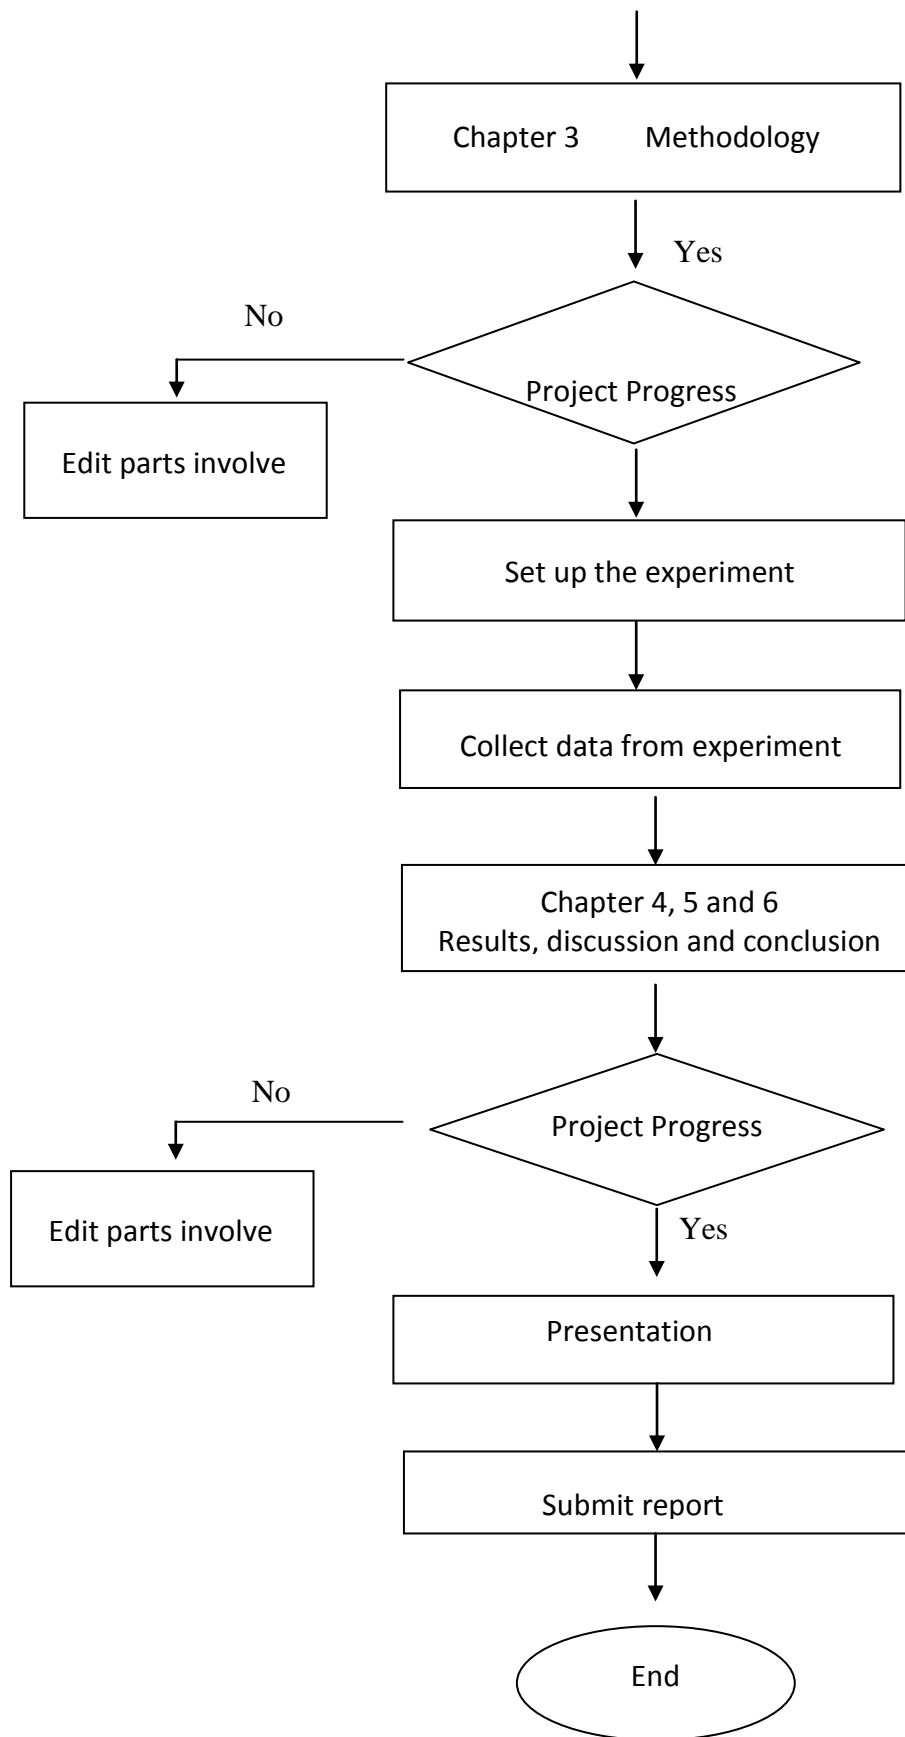 Chapter 3 Methodology
Yes
No
Project Progress
Edit parts involve
Set up the experiment
Collect data from experiment
Chapter 4, 5 and 6
Results, discussion and conclusion
No
Project Progress
Edit parts involve
Yes
Presentation
Submit report
End